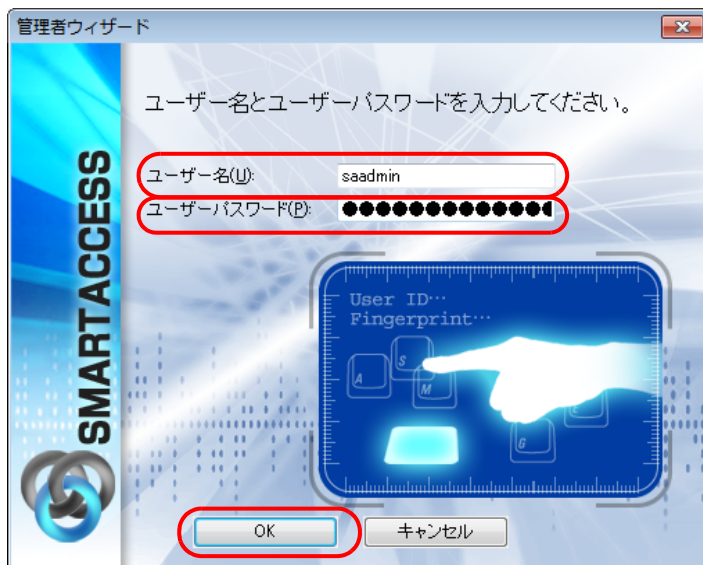 管理者ウィザード
SMARTACCESS
ユーザー名とユーザーパスワードを入力してください。
ユーザー名(U):
saadmin
ユーザーパスワード(P):
●●●●●●●●●●●●●
User ID…
Fingerprint…
S
A
M
E
G
OK
キャンセル